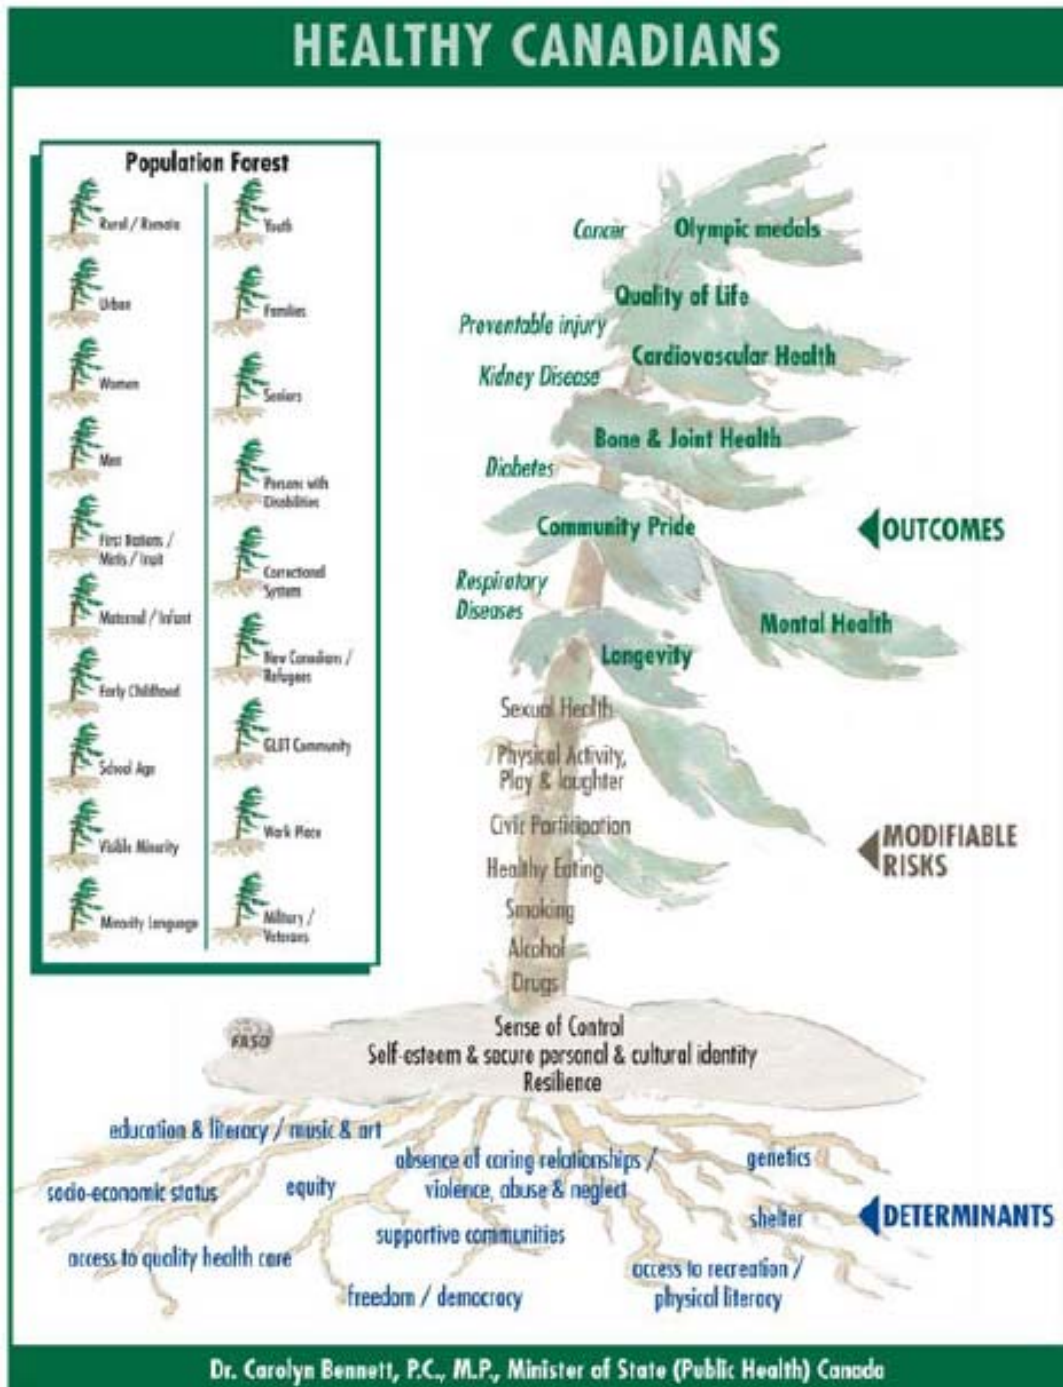 HEALTHY CANADIANS
Population Forest
Rural / Remote
Urban
Women
Men
First Nations /
Métis / Inuit
Maternal / Infant
Early Childhood
School Age
Visible Minority
Minority Language
Youth
Families
Seniors
Persons with
Disabilities
Correctional
System
New Canadians /
Refugees
GLBT Community
Work Place
Military /
Veterans
Cancer
Olympic medals
Quality of Life
Preventable injury
Cardiovascular Health
Kidney Disease
Bone & Joint Health
Diabetes
Community Pride
OUTCOMES
Respiratory
Diseases
Mental Health
Longevity
Sexual Health
Physical Activity,
Play & laughter
Civic Participation
MODIFIABLE
RISKS
Healthy Eating
Smoking
Alcohol
Drugs
FASD
Sense of Control
Self-esteem & secure personal & cultural identity
Resilience
education & literacy / music & art
absence of caring relationships /
violence, abuse & neglect
genetics
socio-economic status
equity
shelter
DETERMINANTS
supportive communities
access to quality health care
access to recreation /
physical literacy
freedom / democracy
Dr. Carolyn Bennett, P.C., M.P., Minister of State (Public Health) Canada